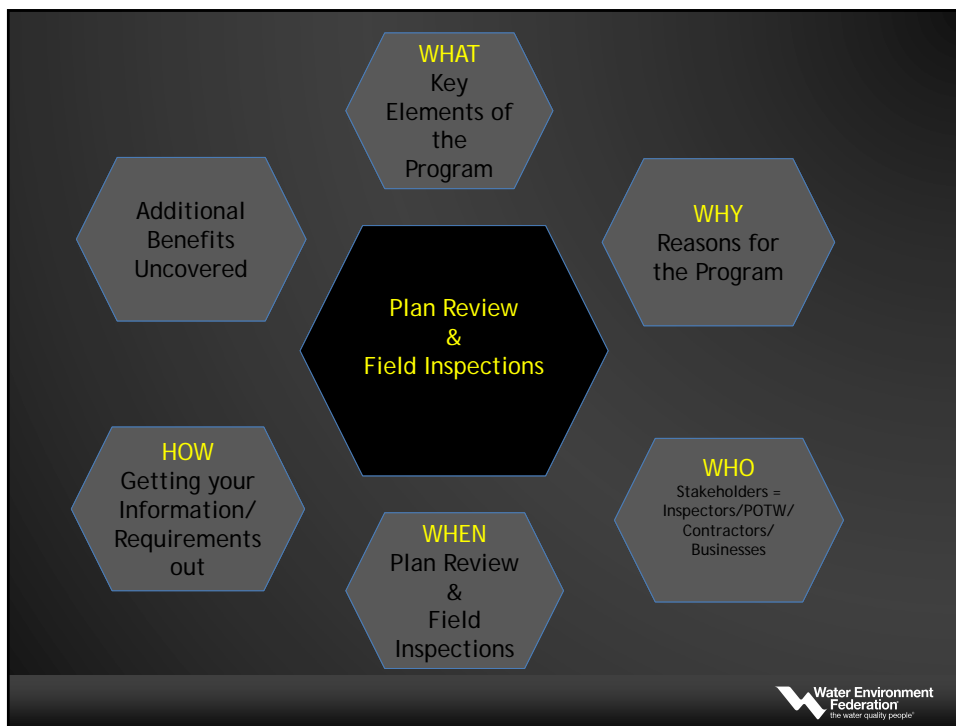 WHAT
Key
Elements of
the
Program
Additional
Benefits
Uncovered
WHY
Reasons for
the Program
Plan Review
&
Field Inspections
HOW
Getting your
Information/
Requirements
out
WHEN
Plan Review
&
Field
Inspections
WHO
Stakeholders =
Inspectors/POTW/
Contractors/
Businesses
Water Environment
Federation®
the water quality people®